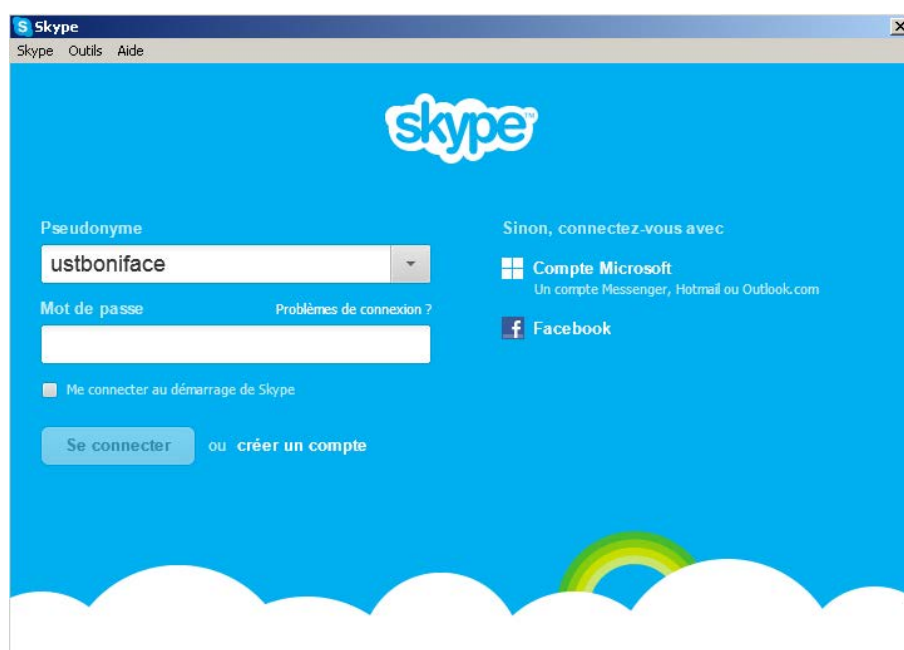 Skype
Skype Outils Aide
skype™
Pseudonyme
ustboniface
Mot de passe
Problèmes de connexion ?
Me connecter au démarrage de Skype
Se connecter ou créer un compte
Sinon, connectez-vous avec
Compte Microsoft
Un compte Messenger, Hotmail ou Outlook.com
Facebook